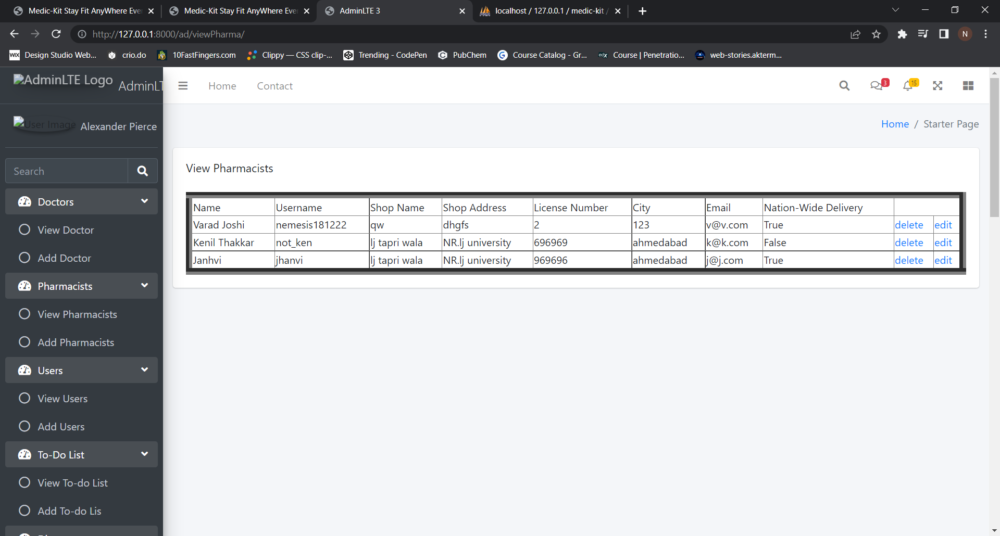 Medic-Kit Stay Fit AnyWhere Eve
Medic-Kit Stay Fit AnyWhere Eve
AdminLTE 3
localhost / 127.0.0.1 / medic-kit /
http://127.0.0.1:8000/ad/viewPharma/
N
WIX Design Studio Web...
crio.do
10FastFingers.com
Clippy — CSS clip-...
Trending - CodePen
PubChem
G Course Catalog - Gr...
edX Course | Penetratio...
web-stories.akterm...
AdminLTE Logo AdminLT
Home Contact
3
15
User Image Alexander Pierce
Home / Starter Page
Search
Doctors
View Doctor
Add Doctor
Pharmacists
View Pharmacists
Add Pharmacists
Users
View Users
Add Users
To-Do List
View To-do List
Add To-do Lis
View Pharmacists
Name Username Shop Name Shop Address License Number City Email Nation-Wide Delivery
Varad Joshi nemesis181222 qw dhgfs 2 123 v@v.com True delete edit
Kenil Thakkar not_ken lj tapri wala NR.lj university 696969 ahmedabad k@k.com False delete edit
Janhvi jhanvi lj tapri wala NR.lj university 969696 ahmedabad j@j.com True delete edit